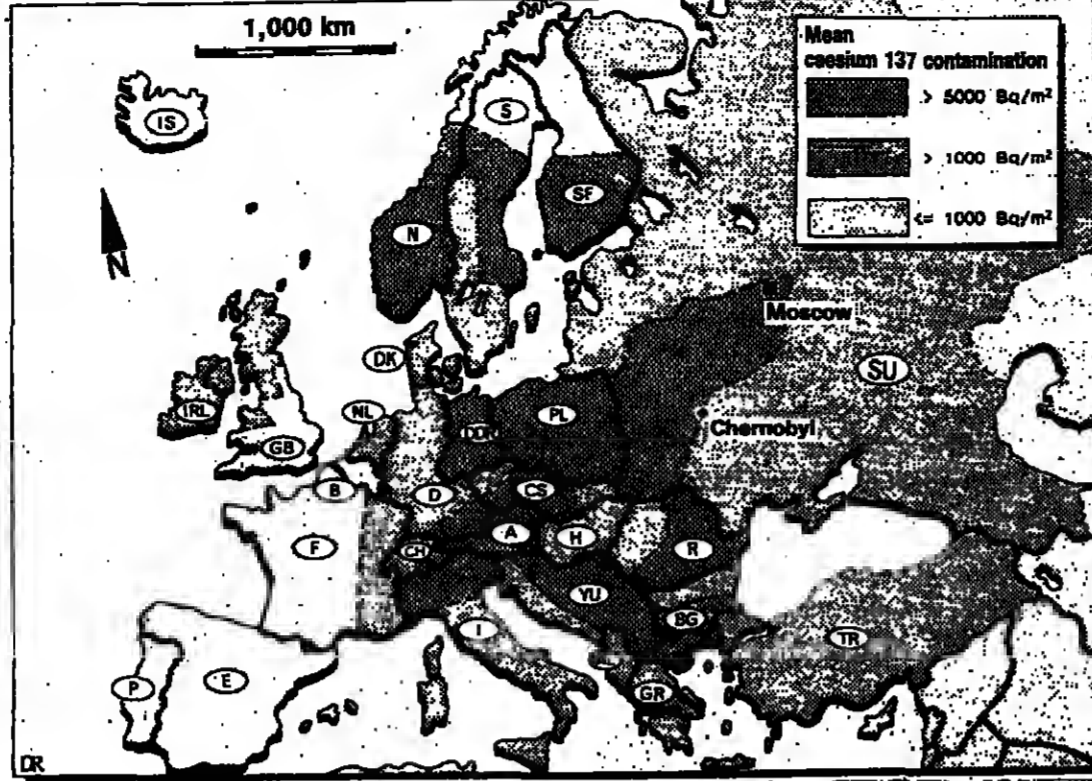 1,000 km
Mean
caesium 137 contamination
> 5000 Bq/m²
> 1000 Bq/m²
<= 1000 Bq/m²
IS
S
SF
N
N
Moscow
DK
SU
IRL
NL
DDR
PL
Chernobyl
GB
B
D
CS
F
A
H
CH
R
YU
I
BG
TR
P
E
GR
DR